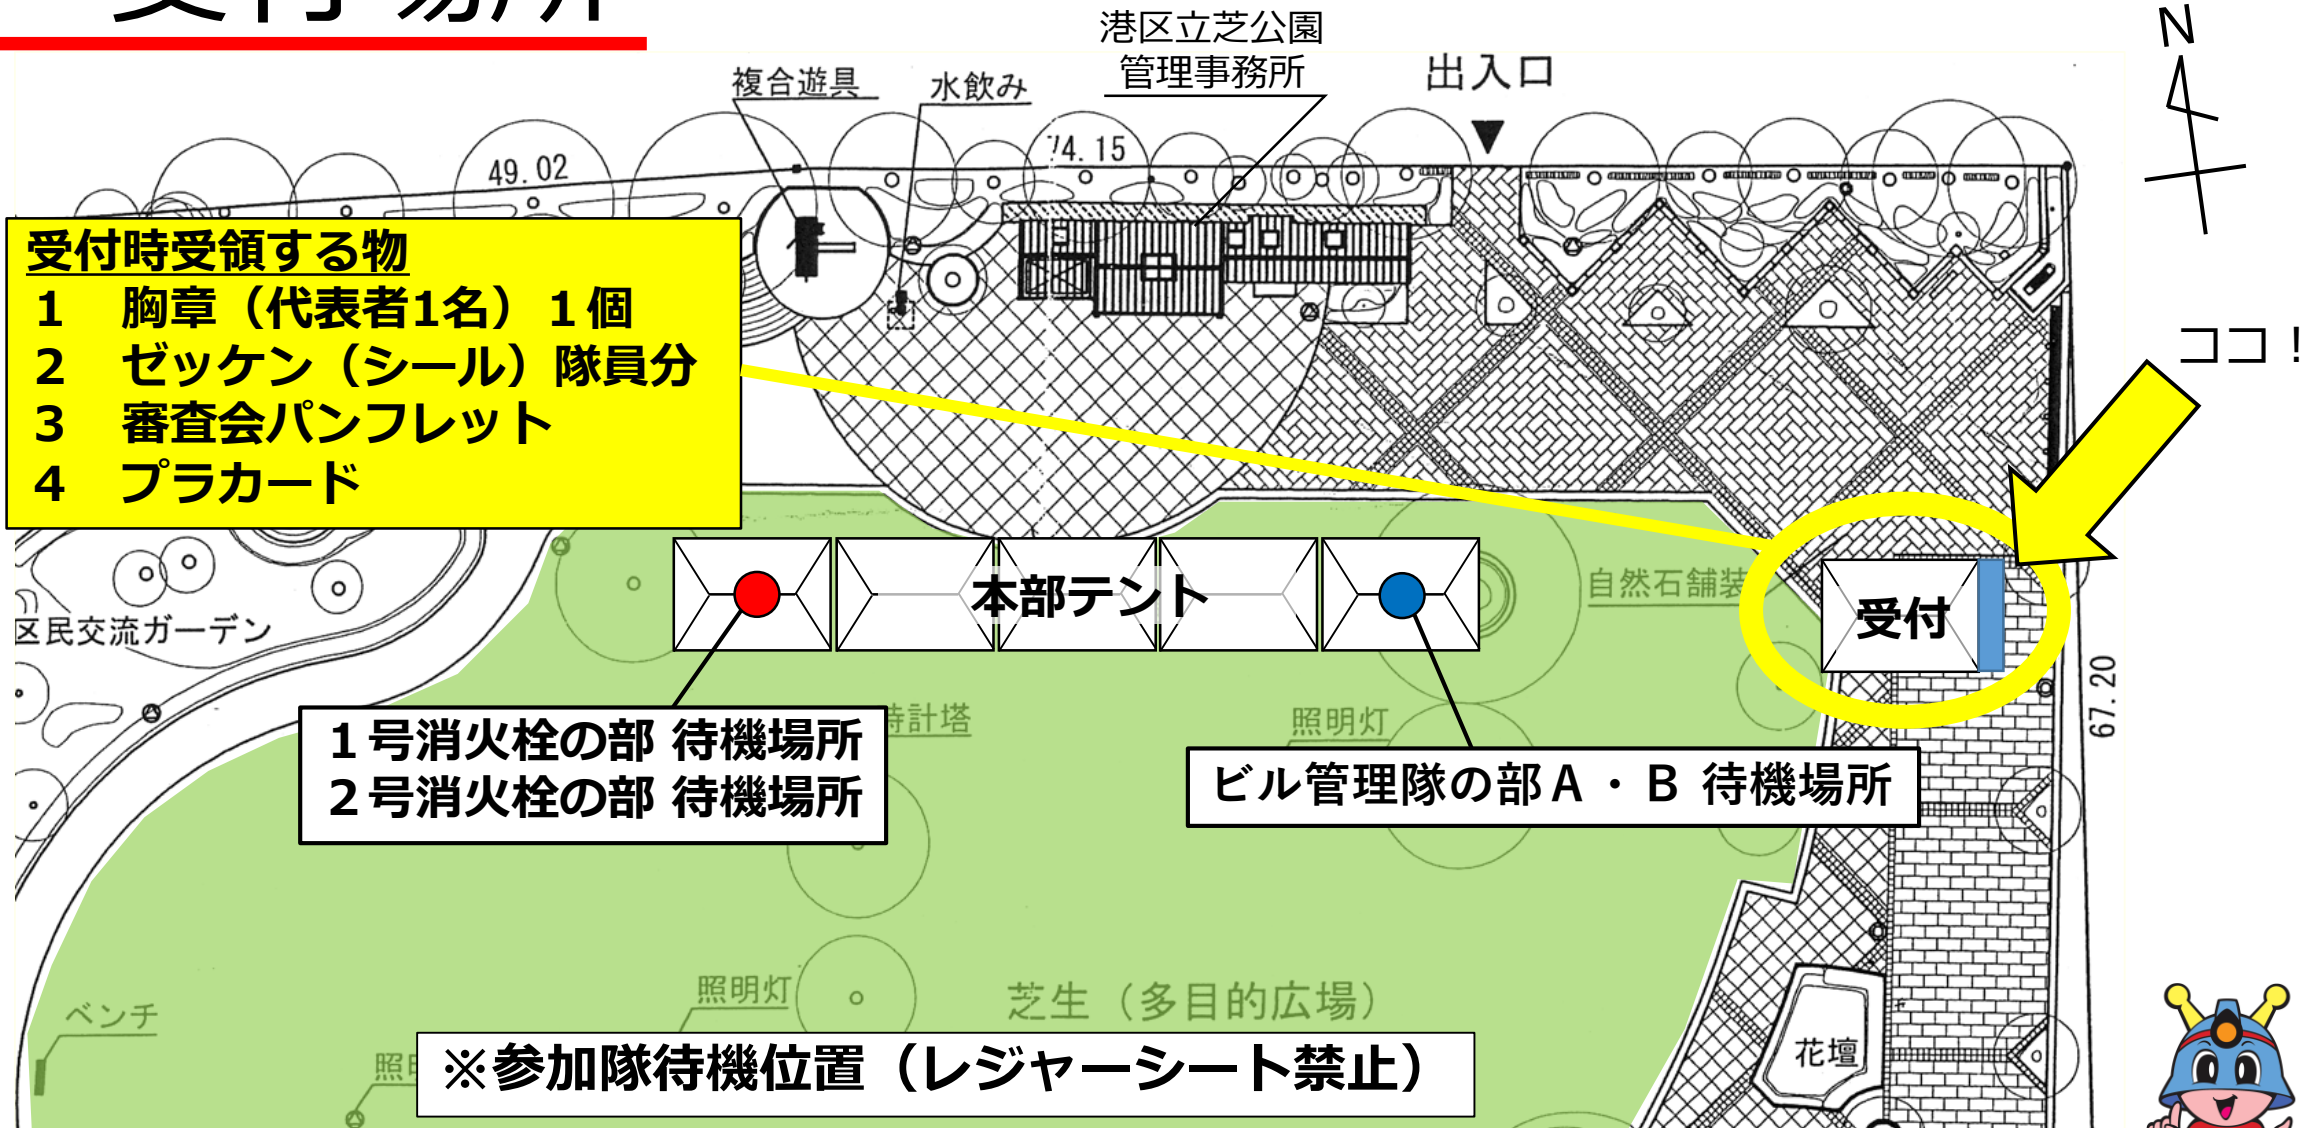 受付場所
港区立芝公園
管理事務所
出入口
N
複合遊具
水飲み
49.02
74.15
受付時受領する物
1 胸章（代表者1名）１個
2 ゼッケン（シール）隊員分
3 審査会パンフレット
4 プラカード
ココ！
本部テント
自然石舗装
受付
区民交流ガーデン
67.20
時計塔
照明灯
１号消火栓の部 待機場所
２号消火栓の部 待機場所
ビル管理隊の部Ａ・Ｂ 待機場所
照明灯
芝生（多目的広場）
ベンチ
※参加隊待機位置（レジャーシート禁止）
花壇